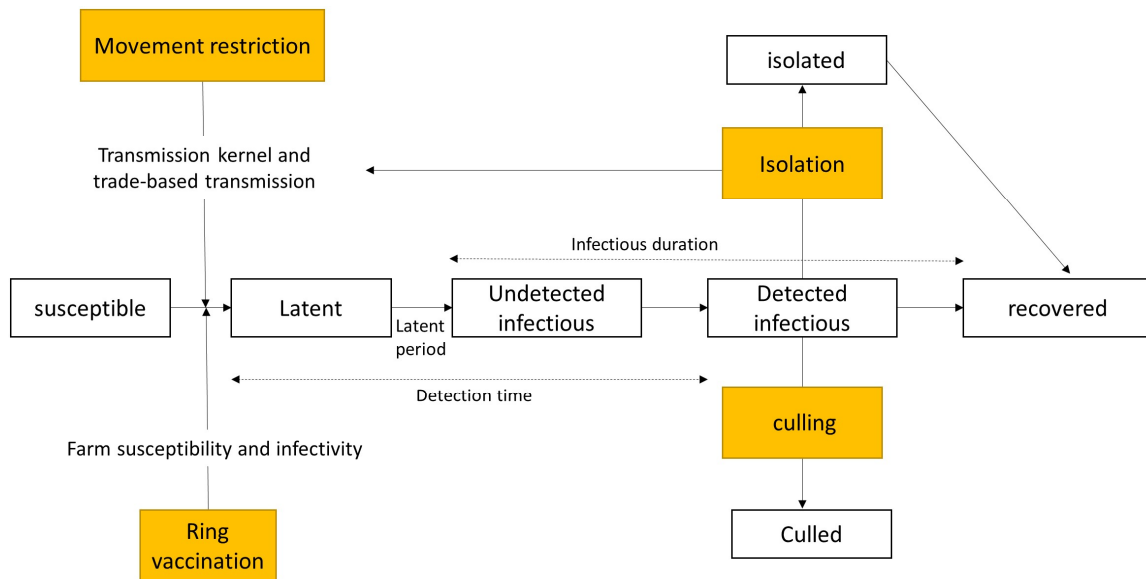 Movement restriction
isolated
Transmission kernel and
trade-based transmission
Isolation
Infectious duration
susceptible
Latent
Undetected
infectious
Detected
infectious
recovered
Latent
period
Detection time
culling
Farm susceptibility and infectivity
Ring
vaccination
Culled